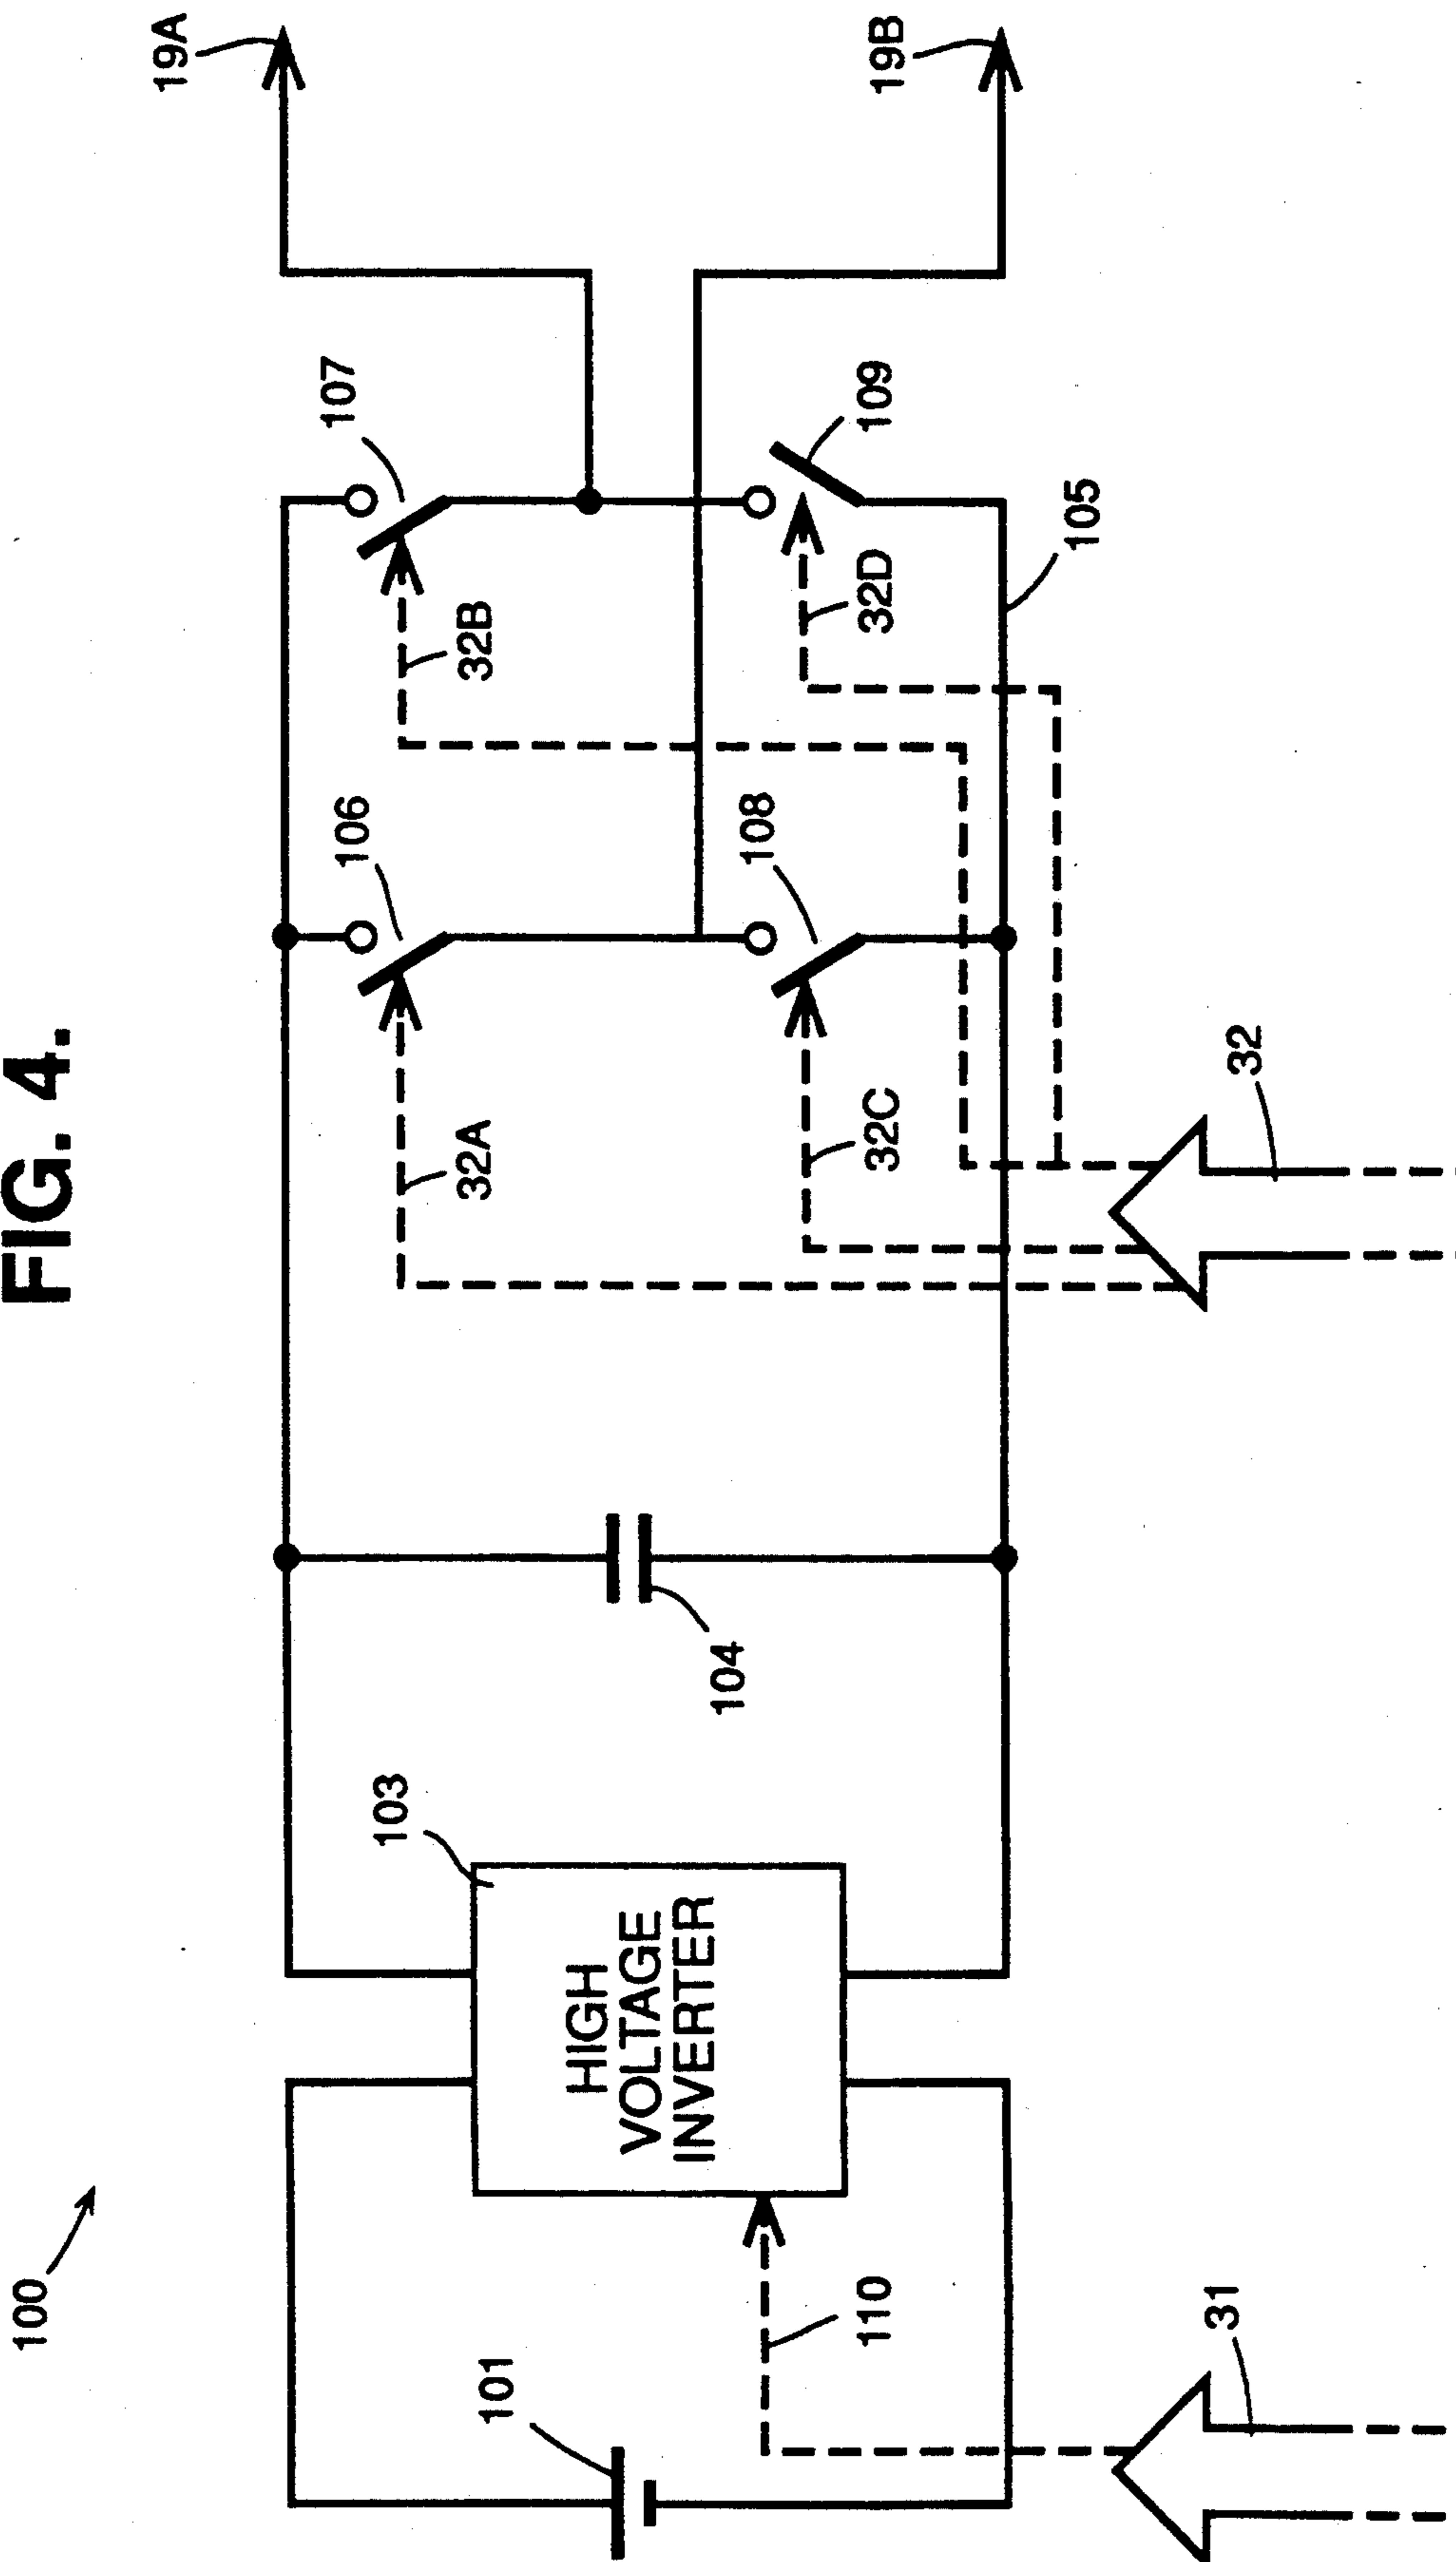 FIG. 4.
100
101
110
31
HIGH
VOLTAGE
INVERTER
103
104
32A
32C
32
106
108
32B
32D
107
109
105
19A
19B